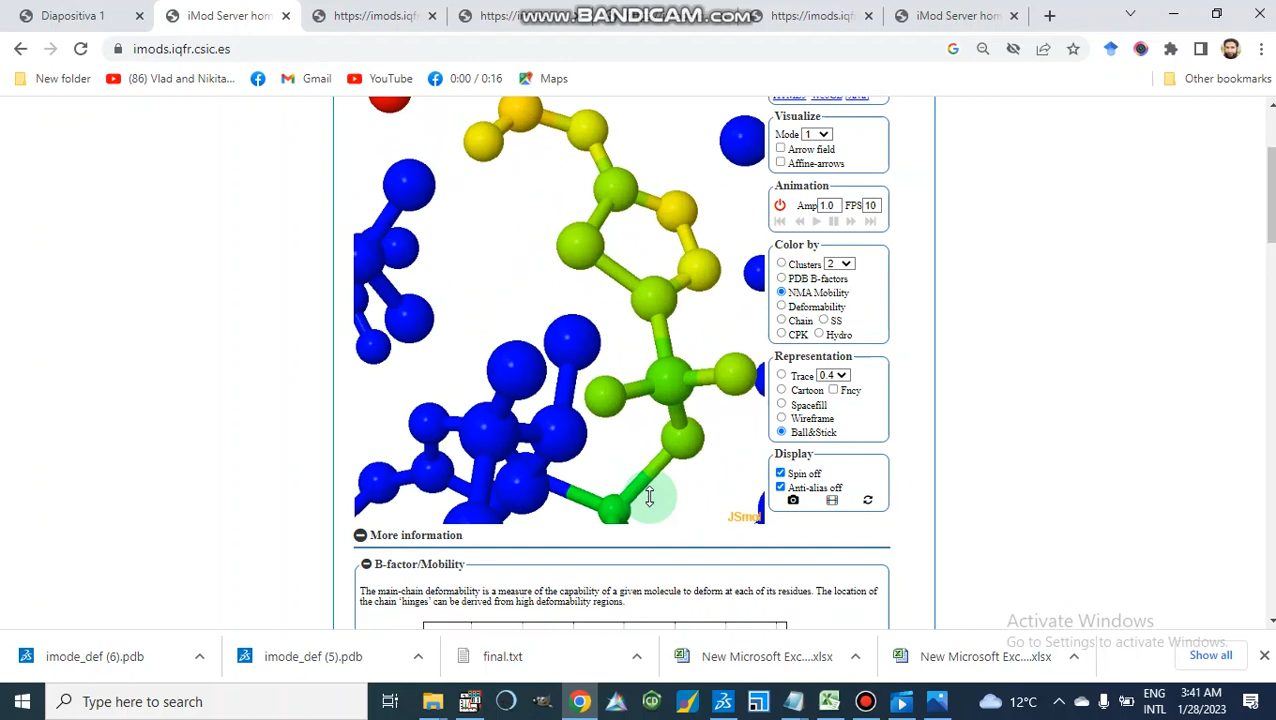 Diapositiva 1
iMod Server hom
https://imods.iqfr
https://
www.BANDICAM.com
https://imods.iqfr
iMod Server hom
imods.iqfr.csic.es
New folder
(86) Vlad and Nikita...
Gmail
YouTube
0:00 / 0:16
Maps
Other bookmarks
Visualize
Mode 1
Arrow field
Affine-arrows
Animation
Amp 1.0 FPS 10
Color by
Clusters 2
PDB B-factors
NMA Mobility
Deformability
Chain SS
CPK Hydro
Representation
Trace 0.4
Cartoon Fncy
Spacefill
Wireframe
Ball&Stick
Display
Spin off
Anti-alias off
JSmol
More information
B-factor/Mobility
The main-chain deformability is a measure of the capability of a given molecule to deform at each of its residues. The location of
the chain ‘hinges’ can be derived from high deformability regions.
Activate Windows
Go to Settings to activate Windows.
imode_def (6).pdb
imode_def (5).pdb
final.txt
New Microsoft Exc....xlsx
New Microsoft Exc....xlsx
Show all
Type here to search
12°C
ENG
INTL
3:41 AM
1/28/2023